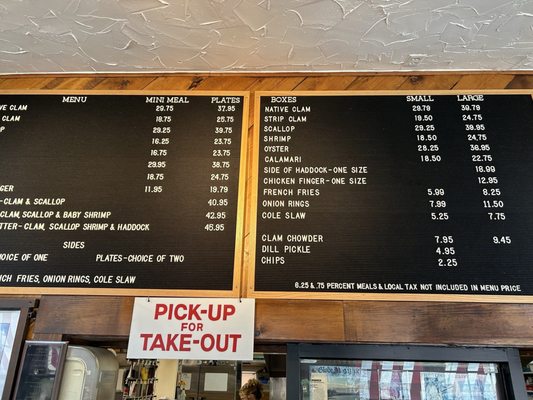 MENU MINI MEAL PLATES
CLAM 29.75 37.95
CLAM 18.75 25.75
29.25 39.75
16.25 23.75
16.75 23.75
29.95 38.75
18.75 24.75
11.95 19.79
CLAM & SCALLOP 40.95
CLAM, SCALLOP & BABY SHRIMP 42.95
CLAM, SCALLOP, SHRIMP & HADDOCK 45.95
SIDES
OF ONE PLATES-CHOICE OF TWO
FRIES, ONION RINGS, COLE SLAW
BOXES SMALL LARGE
NATIVE CLAM 29.79 39.79
STRIP CLAM 19.50 24.75
SCALLOP 29.25 39.95
SHRIMP 18.50 24.75
OYSTER 28.25 36.95
CALAMARI 18.50 22.75
SIDE OF HADDOCK-ONE SIZE 16.99
CHICKEN FINGER-ONE SIZE 12.95
FRENCH FRIES 5.99 8.25
ONION RINGS 7.99 11.50
COLE SLAW 5.25 7.75
CLAM CHOWDER 7.95 9.45
DILL PICKLE 4.95
CHIPS 2.25
6.25 & .75 PERCENT MEALS & LOCAL TAX NOT INCLUDED IN MENU PRICE
PICK-UP
FOR
TAKE-OUT